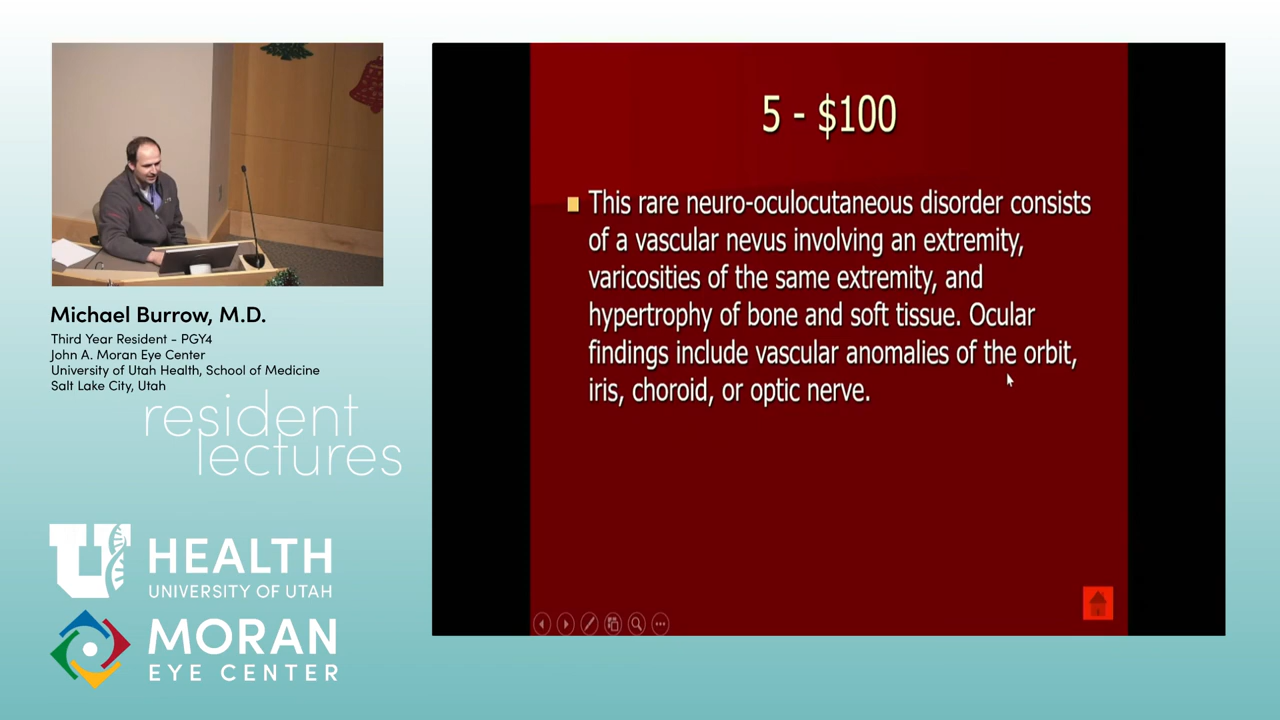 Michael Burrow, M.D.
Third Year Resident - PGY4
John A. Moran Eye Center
University of Utah Health, School of Medicine
Salt Lake City, Utah
resident
lectures
U HEALTH
UNIVERSITY OF UTAH
MORAN
EYE CENTER
5 - $100
This rare neuro-oculocutaneous disorder consists
of a vascular nevus involving an extremity,
varicosities of the same extremity, and
hypertrophy of bone and soft tissue. Ocular
findings include vascular anomalies of the orbit,
iris, choroid, or optic nerve.